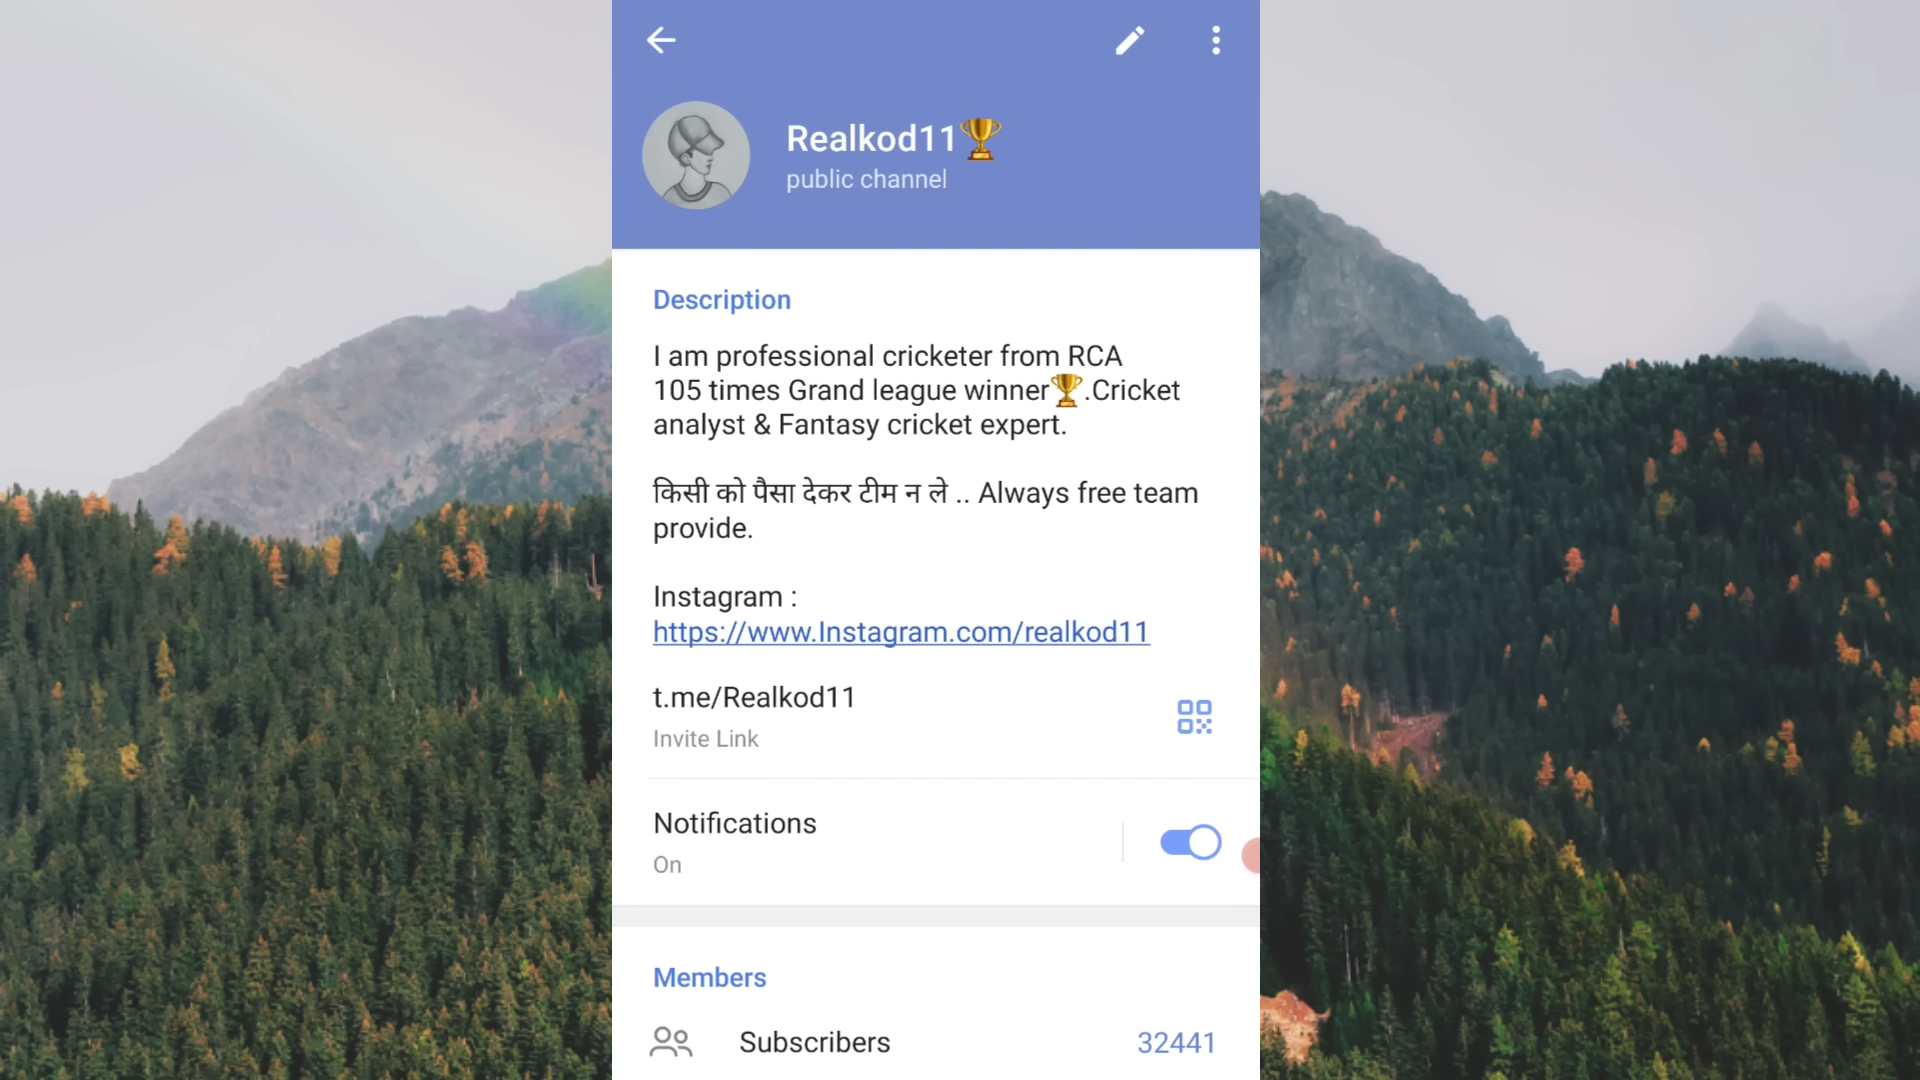 Realkod11🏆
public channel
Description
I am professional cricketer from RCA
105 times Grand league winner🏆.Cricket
analyst & Fantasy cricket expert.
किसी को पैसा देकर टीम न ले .. Always free team
provide.
Instagram :
https://www.Instagram.com/realkod11
t.me/Realkod11
Invite Link
Notifications
On
Members
Subscribers 32441